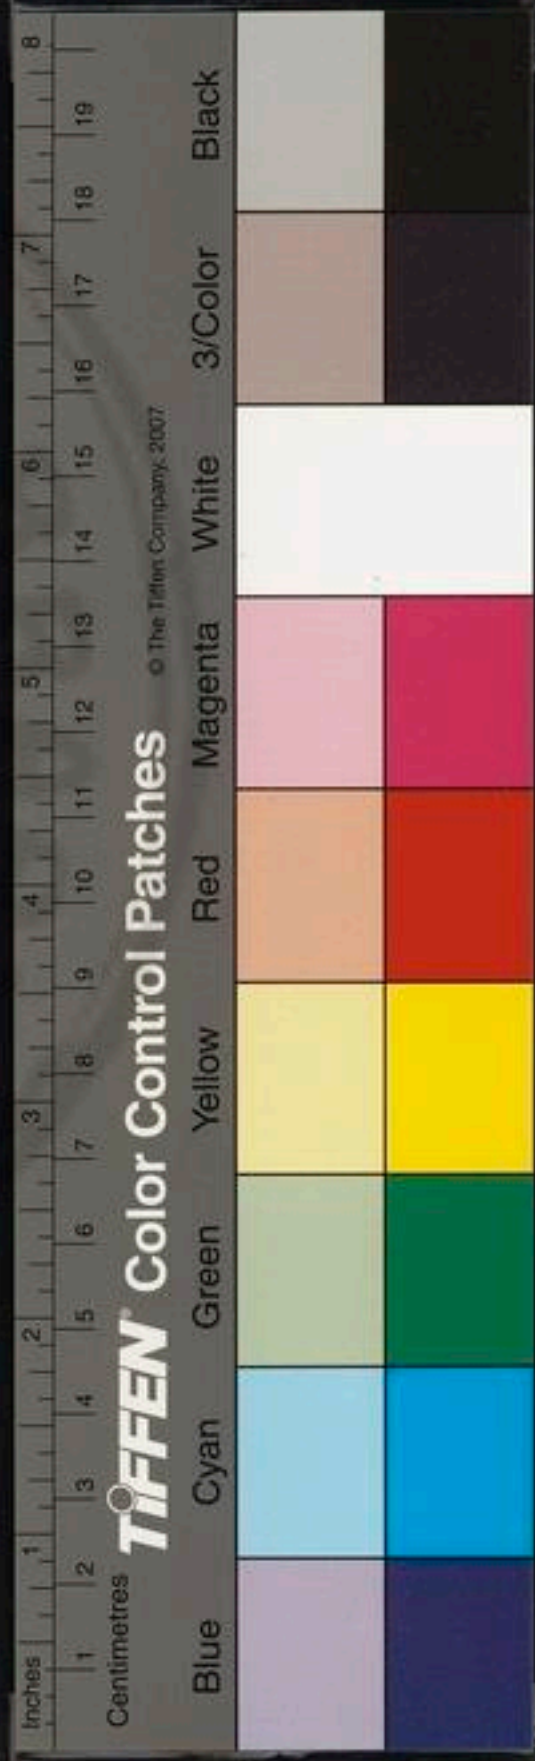 Inches 1 2 3 4 5 6 7 8
Centimetres 1 2 3 4 5 6 7 8 9 10 11 12 13 14 15 16 17 18 19
TIFFEN® Color Control Patches © The Tiffen Company, 2007
Blue Cyan Green Yellow Red Magenta White 3/Color Black